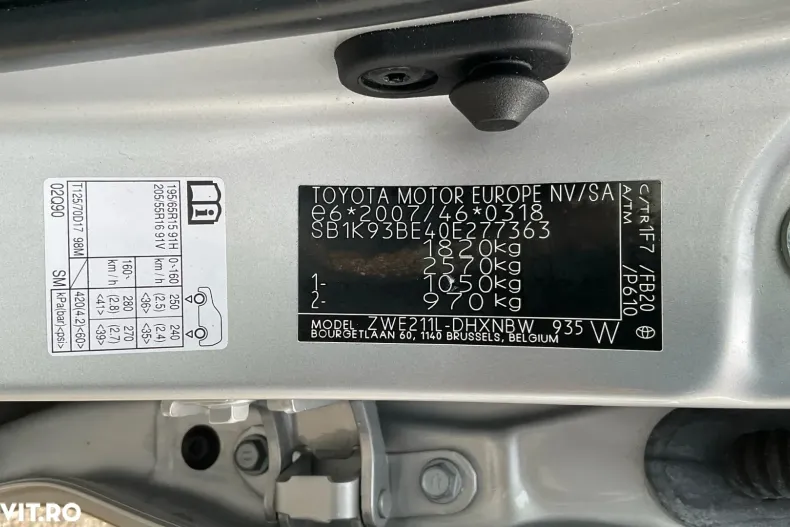 195/65R15 91H
205/55R16 91V
0-160 km/h
250 (2.5) <36>
240 (2.4) <35>
160- km/h
280 (2.8) <41>
270 (2.7) <39>
T125/70D17 98M
420(4.2)<60>
02Q90
SM
kPa(bar)<psi>
TOYOTA MOTOR EUROPE NV/SA
e6*2007/46*0318
SB1K93BE40E277363
1820kg
2570kg
1- 1050kg
2- 970kg
MODEL ZWE211L-DHXNBW 935 W
BOURGETLAAN 60, 1140 BRUSSELS, BELGIUM
C/TR 1F7 /EB20
A/TM /P610
VIT.RO